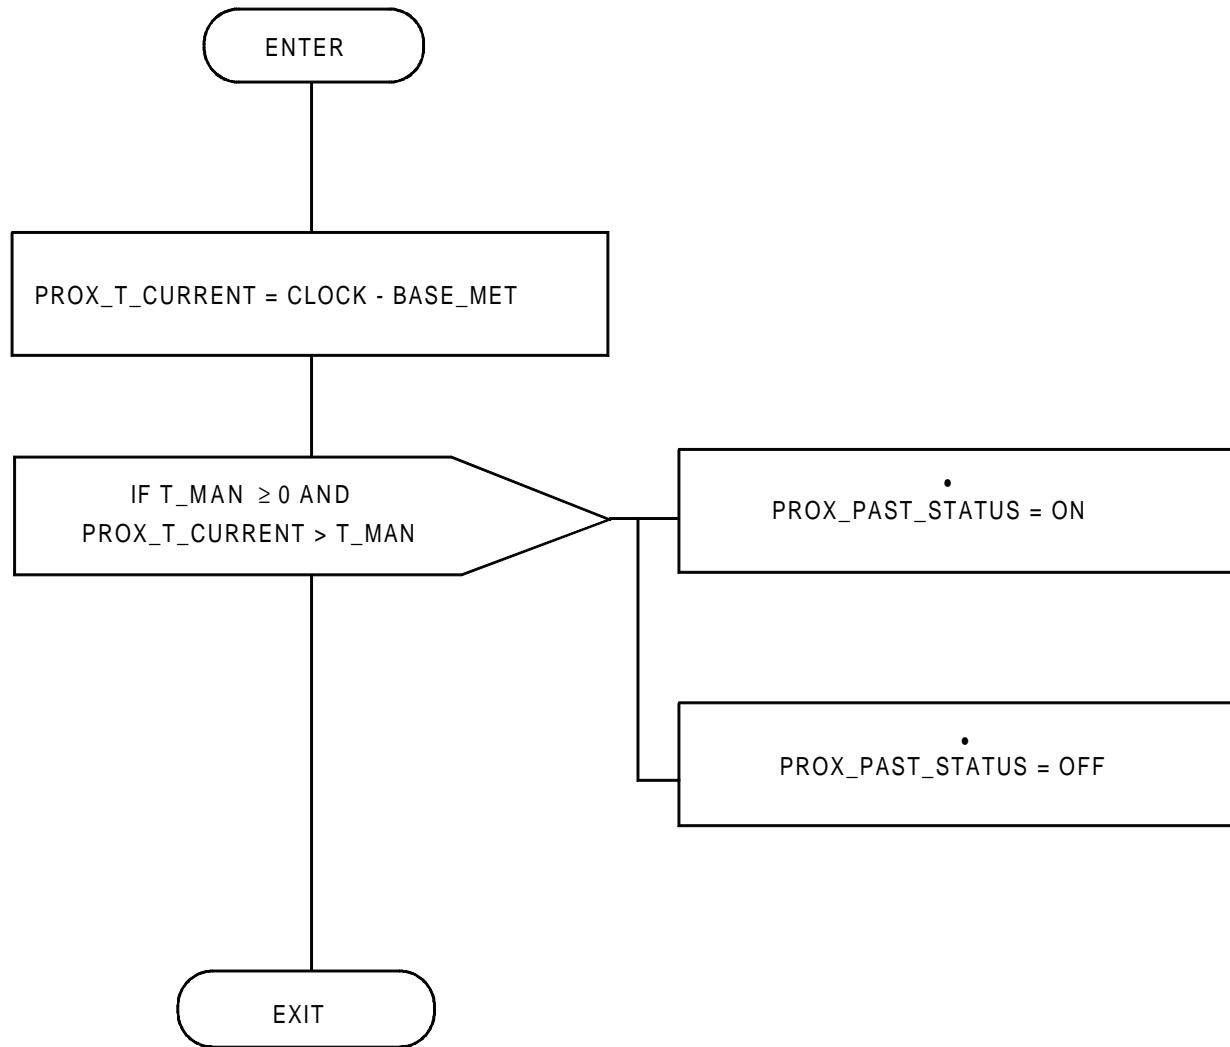 ENTER
PROX_T_CURRENT = CLOCK - BASE_MET
IF T_MAN ≥ 0 AND
PROX_T_CURRENT > T_MAN
•
PROX_PAST_STATUS = ON
•
PROX_PAST_STATUS = OFF
EXIT